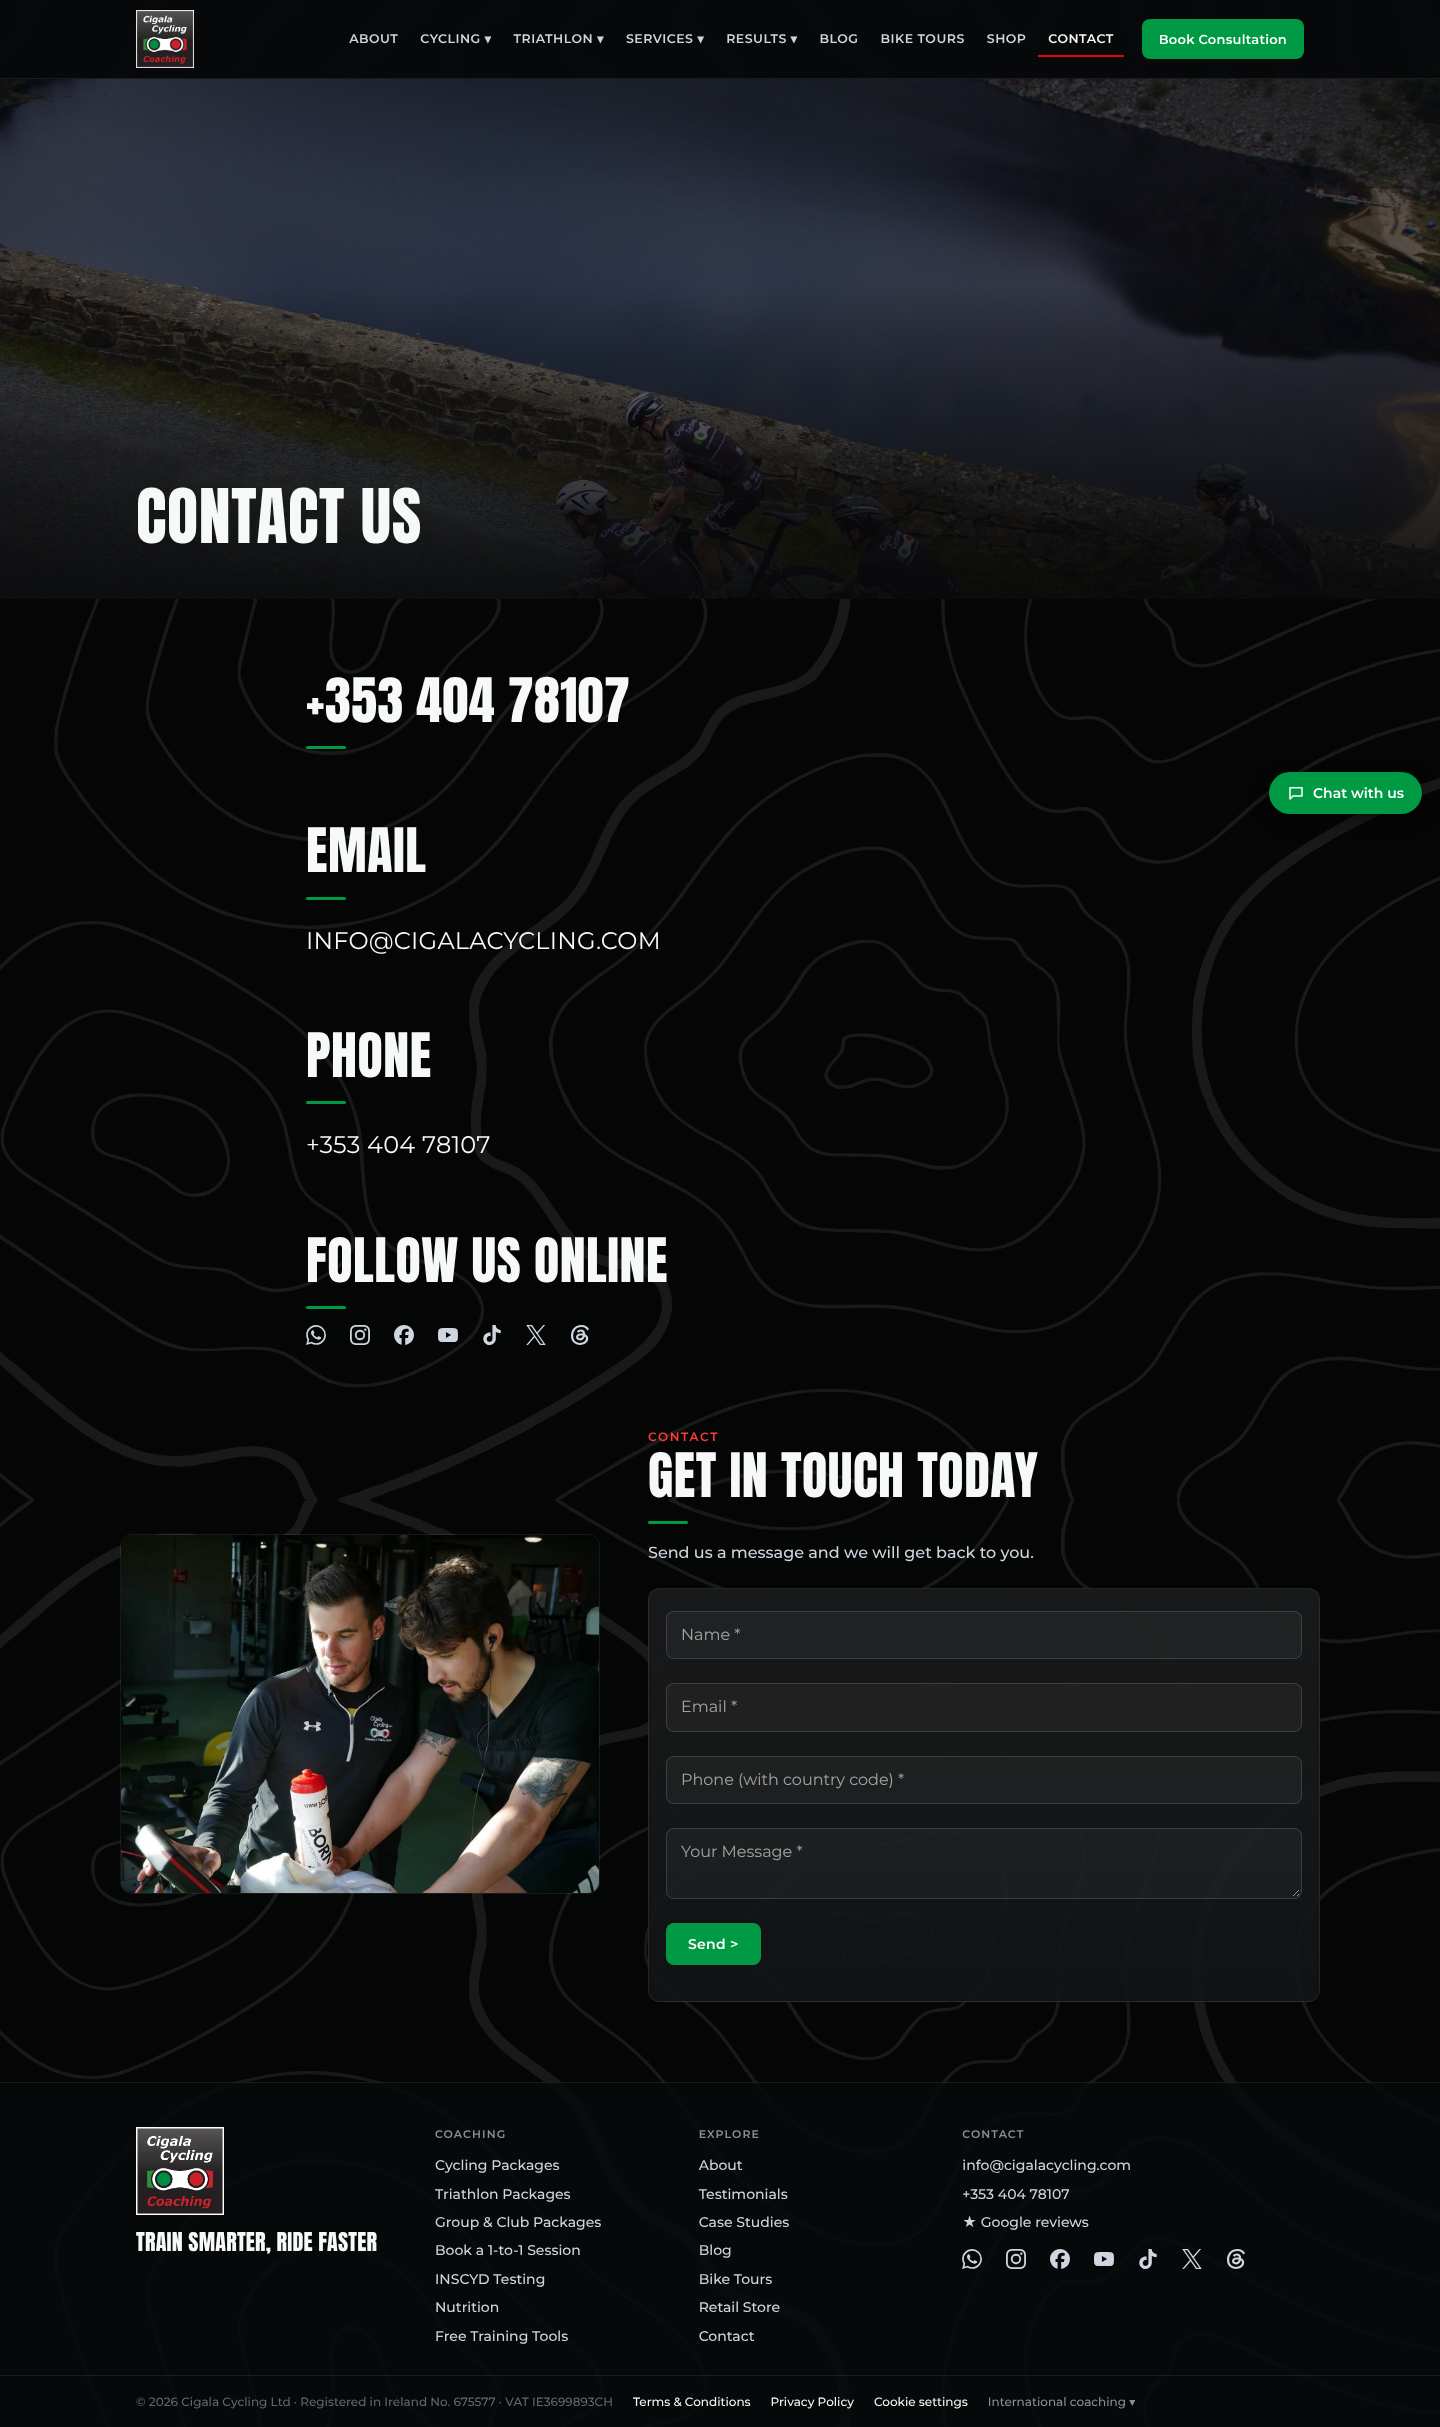 Cigala
Cycling
Coaching
ABOUT CYCLING ▾ TRIATHLON ▾ SERVICES ▾ RESULTS ▾ BLOG BIKE TOURS SHOP CONTACT Book Consultation
CONTACT US
+353 404 78107
Chat with us
EMAIL
INFO@CIGALACYCLING.COM
PHONE
+353 404 78107
FOLLOW US ONLINE
CONTACT
GET IN TOUCH TODAY
Send us a message and we will get back to you.
Name *
Email *
Phone (with country code) *
Your Message *
Send >
Cigala
Cycling
BORN
Cigala
Cycling
Coaching
TRAIN SMARTER, RIDE FASTER
COACHING
Cycling Packages
Triathlon Packages
Group & Club Packages
Book a 1-to-1 Session
INSCYD Testing
Nutrition
Free Training Tools
EXPLORE
About
Testimonials
Case Studies
Blog
Bike Tours
Retail Store
Contact
CONTACT
info@cigalacycling.com
+353 404 78107
★ Google reviews
© 2026 Cigala Cycling Ltd · Registered in Ireland No. 675577 · VAT IE3699893CH Terms & Conditions Privacy Policy Cookie settings International coaching ▾